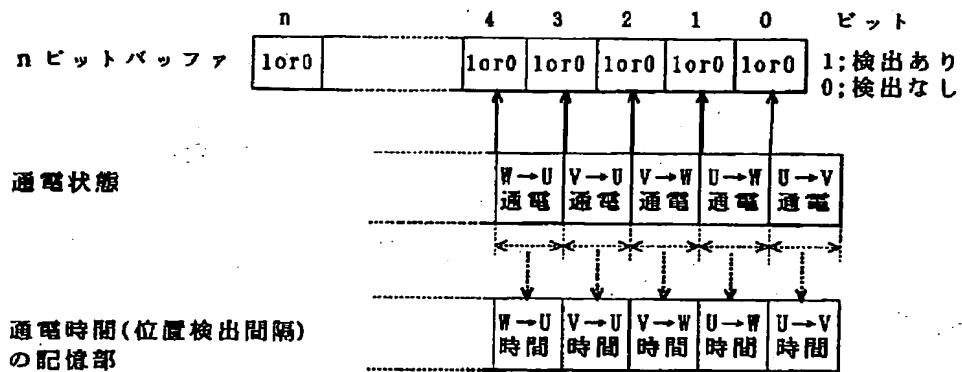 n 4 3 2 1 0 ビット
nビットバッファ 1or0 1or0 1or0 1or0 1or0 1or0 1;検出あり
0;検出なし
通電状態 W→U V→U V→W U→W U→V
通電 通電 通電 通電 通電
通電時間(位置検出間隔) W→U V→U V→W U→W U→V
の記憶部 時間 時間 時間 時間 時間